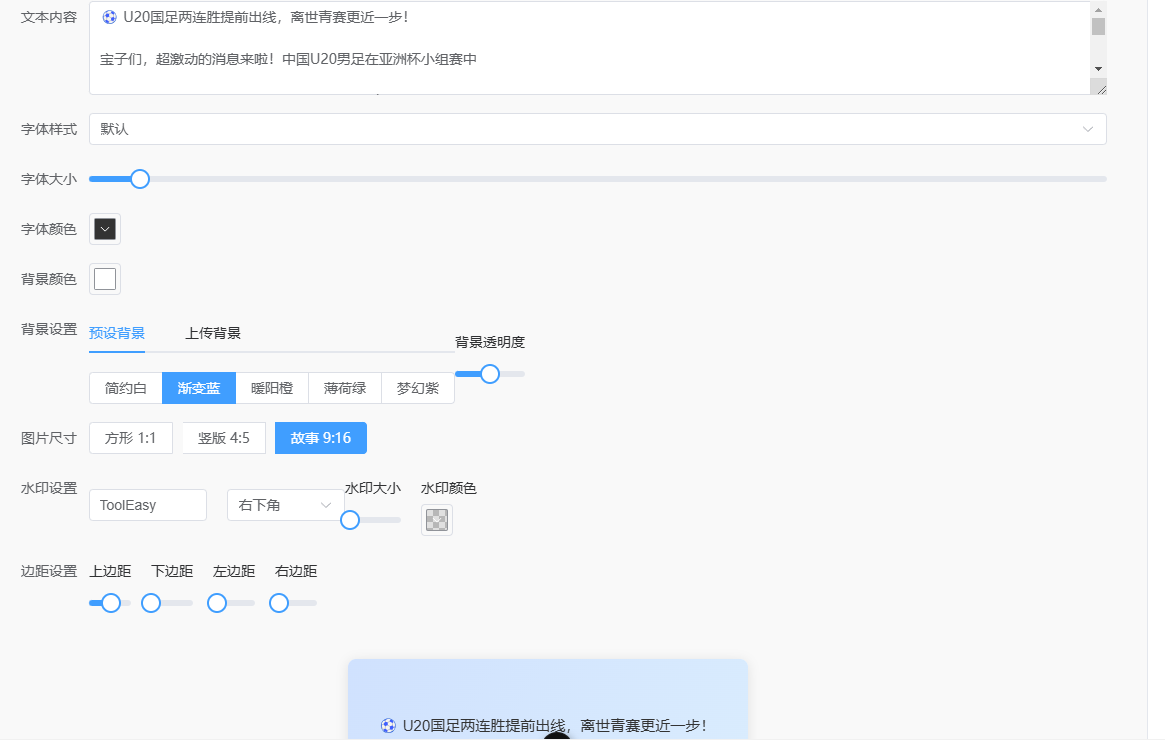 文本内容
⚽ U20国足两连胜提前出线，离世青赛更近一步！
宝子们，超激动的消息来啦！中国U20男足在亚洲杯小组赛中
字体样式 默认
字体大小
字体颜色
背景颜色
背景设置 预设背景 上传背景 背景透明度
简约白 渐变蓝 暖阳橙 薄荷绿 梦幻紫
图片尺寸 方形 1:1 竖版 4:5 故事 9:16
水印设置 ToolEasy 右下角 水印大小 水印颜色
边距设置 上边距 下边距 左边距 右边距
⚽ U20国足两连胜提前出线，离世青赛更近一步！